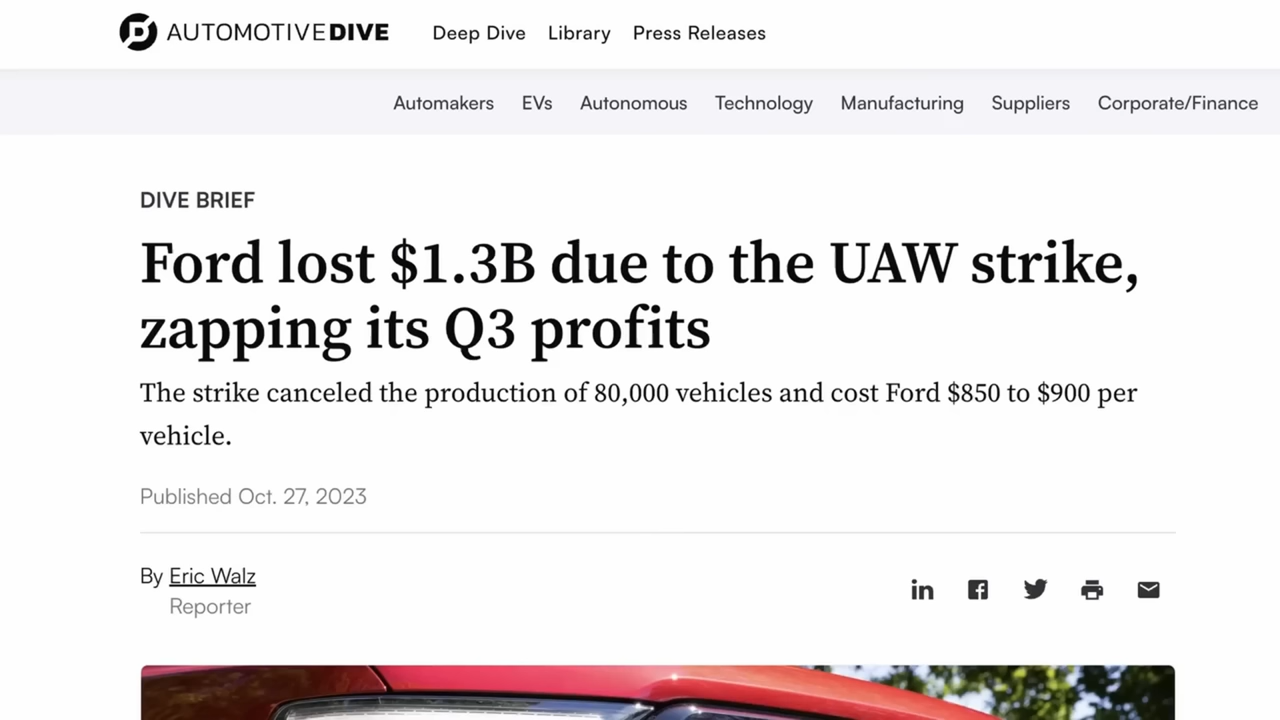 AUTOMOTIVEDIVE Deep Dive Library Press Releases
Automakers EVs Autonomous Technology Manufacturing Suppliers Corporate/Finance
DIVE BRIEF
Ford lost $1.3B due to the UAW strike,
zapping its Q3 profits
The strike canceled the production of 80,000 vehicles and cost Ford $850 to $900 per
vehicle.
Published Oct. 27, 2023
By Eric Walz
Reporter